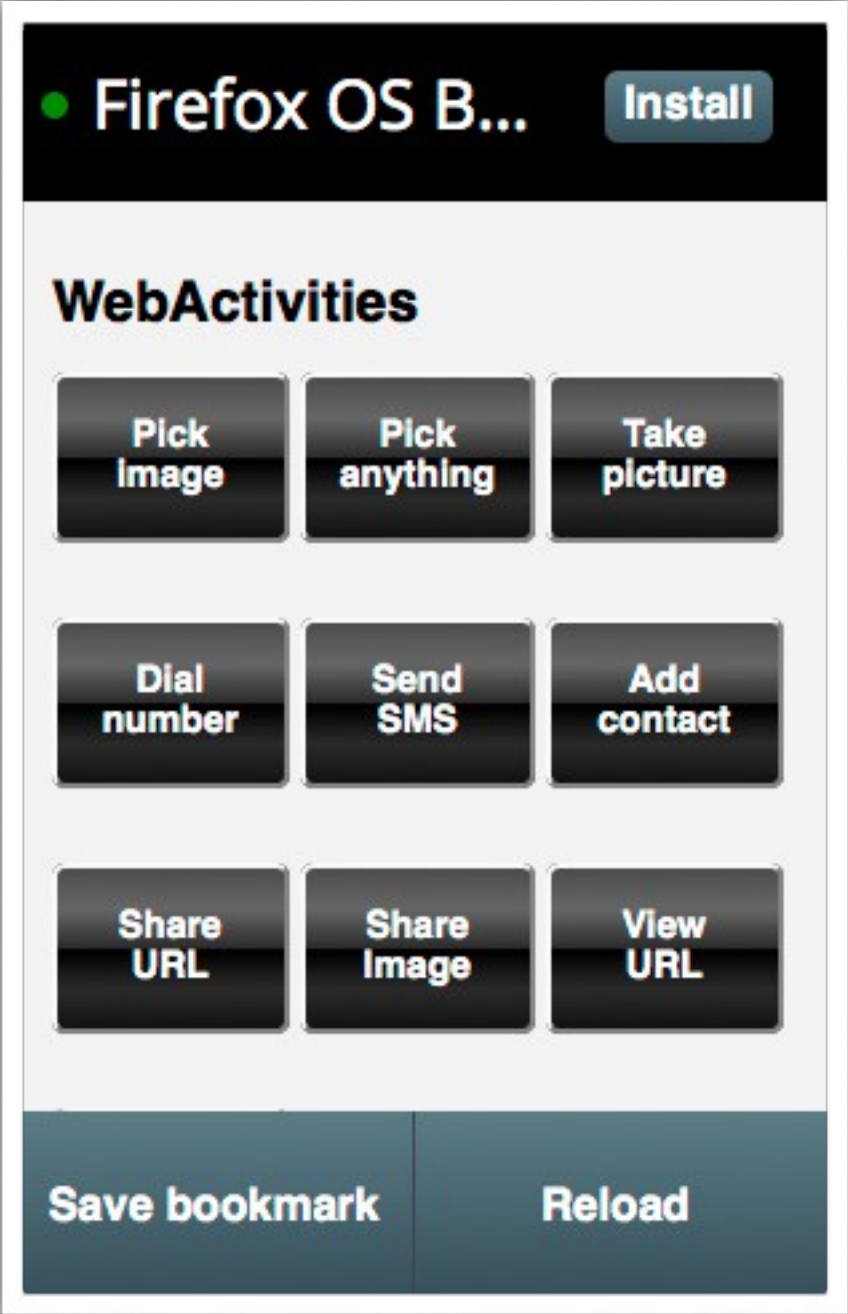 Firefox OS B...
Install
WebActivities
Pick
image
Pick
anything
Take
picture
Dial
number
Send
SMS
Add
contact
Share
URL
Share
Image
View
URL
Save bookmark
Reload